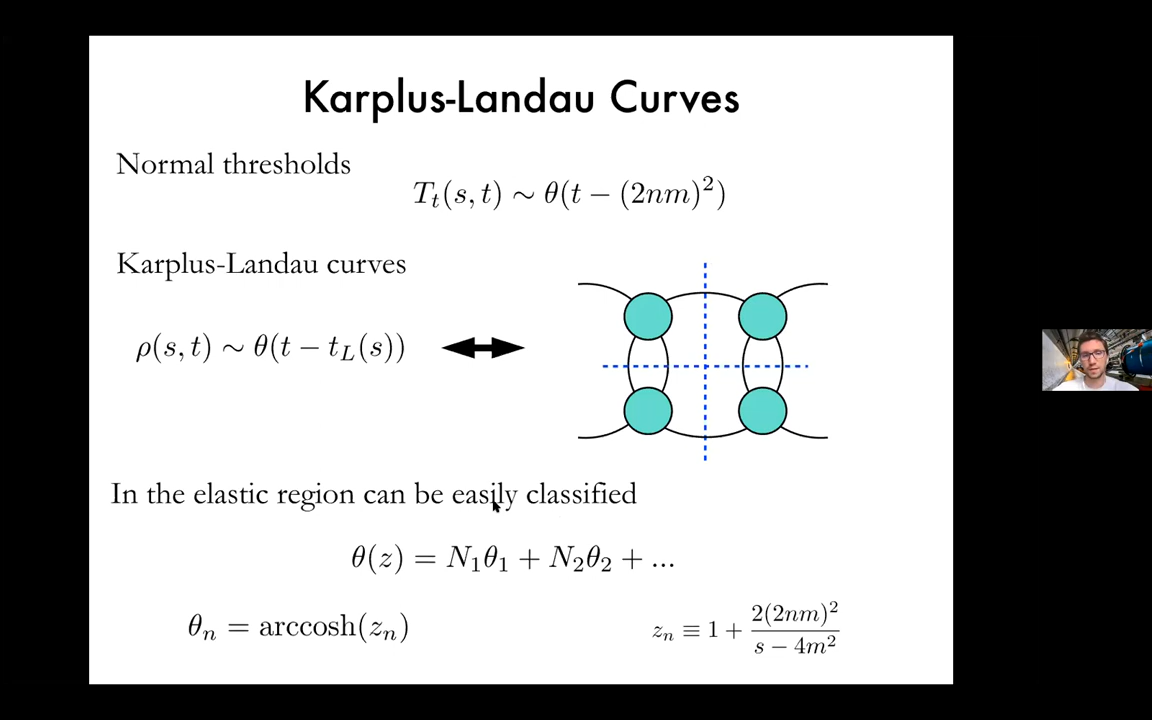 Karplus-Landau Curves
Normal thresholds
T_t(s, t) ∼ θ(t − (2nm)^2)
Karplus-Landau curves
ρ(s, t) ∼ θ(t − t_L(s))
In the elastic region can be easily classified
θ(z) = N_1θ_1 + N_2θ_2 + ...
θ_n = arccosh(z_n)
z_n ≡ 1 + \frac{2(2nm)^2}{s − 4m^2}